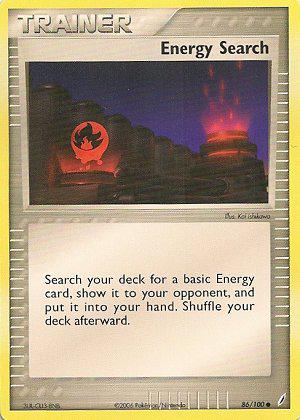 TRAINER
Energy Search
Illus. Kai Ishikawa
Search your deck for a basic Energy
card, show it to your opponent, and
put it into your hand. Shuffle your
deck afterward.
©2006 Pokémon/Nintendo
86/100 ●